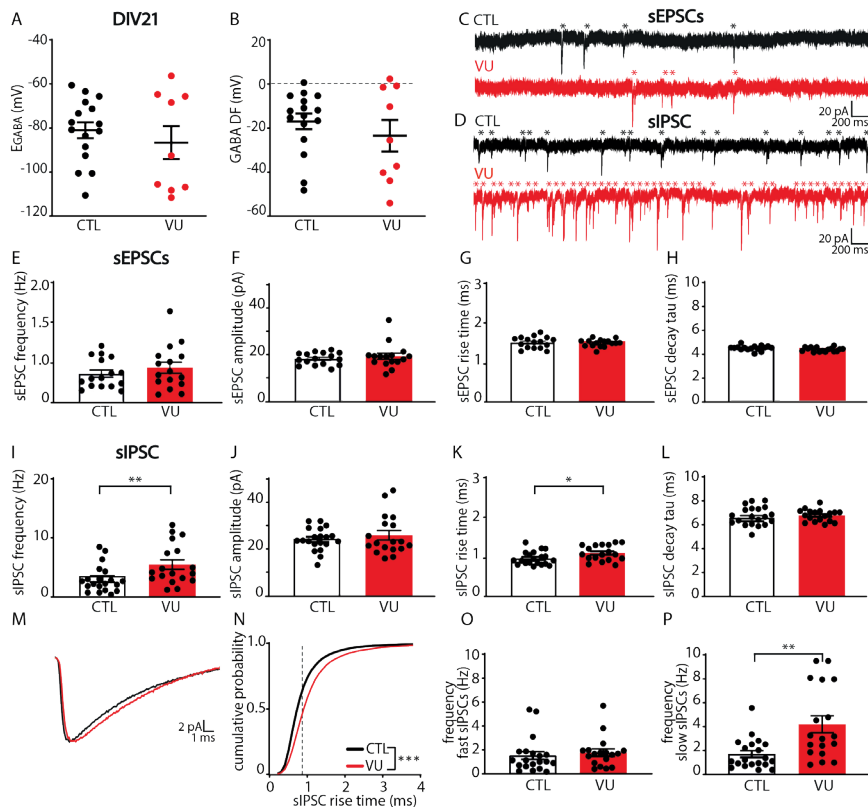 A
DIV21
EGABA (mV)
-40
-60
-80
-100
-120
CTL
VU
B
GABA DF (mV)
20
0
-20
-40
-60
CTL
VU
C
CTL
sEPSCs
*
*
*
*
VU
*
**
*
20 pA
200 ms
D
CTL
sIPSC
VU
20 pA
200 ms
E
sEPSCs
sEPSC frequency (Hz)
2.0
1.5
1.0
0.5
0
CTL
VU
F
sEPSC amplitude (pA)
40
20
0
CTL
VU
G
sEPSC rise time (ms)
3
2
1
0
CTL
VU
H
sEPSC decay tau (ms)
10
8
6
4
2
0
CTL
VU
I
sIPSC
sIPSC frequency (Hz)
20
10
0
**
CTL
VU
J
sIPSC amplitude (pA)
60
40
20
0
CTL
VU
K
sIPSC rise time (ms)
3
2
1
0
*
CTL
VU
L
sIPSC decay tau (ms)
10
8
6
4
2
0
CTL
VU
M
2 pA
1 ms
N
cumulative probability
1.0
0.5
0
0
1
2
3
4
sIPSC rise time (ms)
CTL
VU
***
O
frequency
fast sIPSCs (Hz)
10
8
6
4
2
0
CTL
VU
P
frequency
slow sIPSCs (Hz)
10
8
6
4
2
0
**
CTL
VU